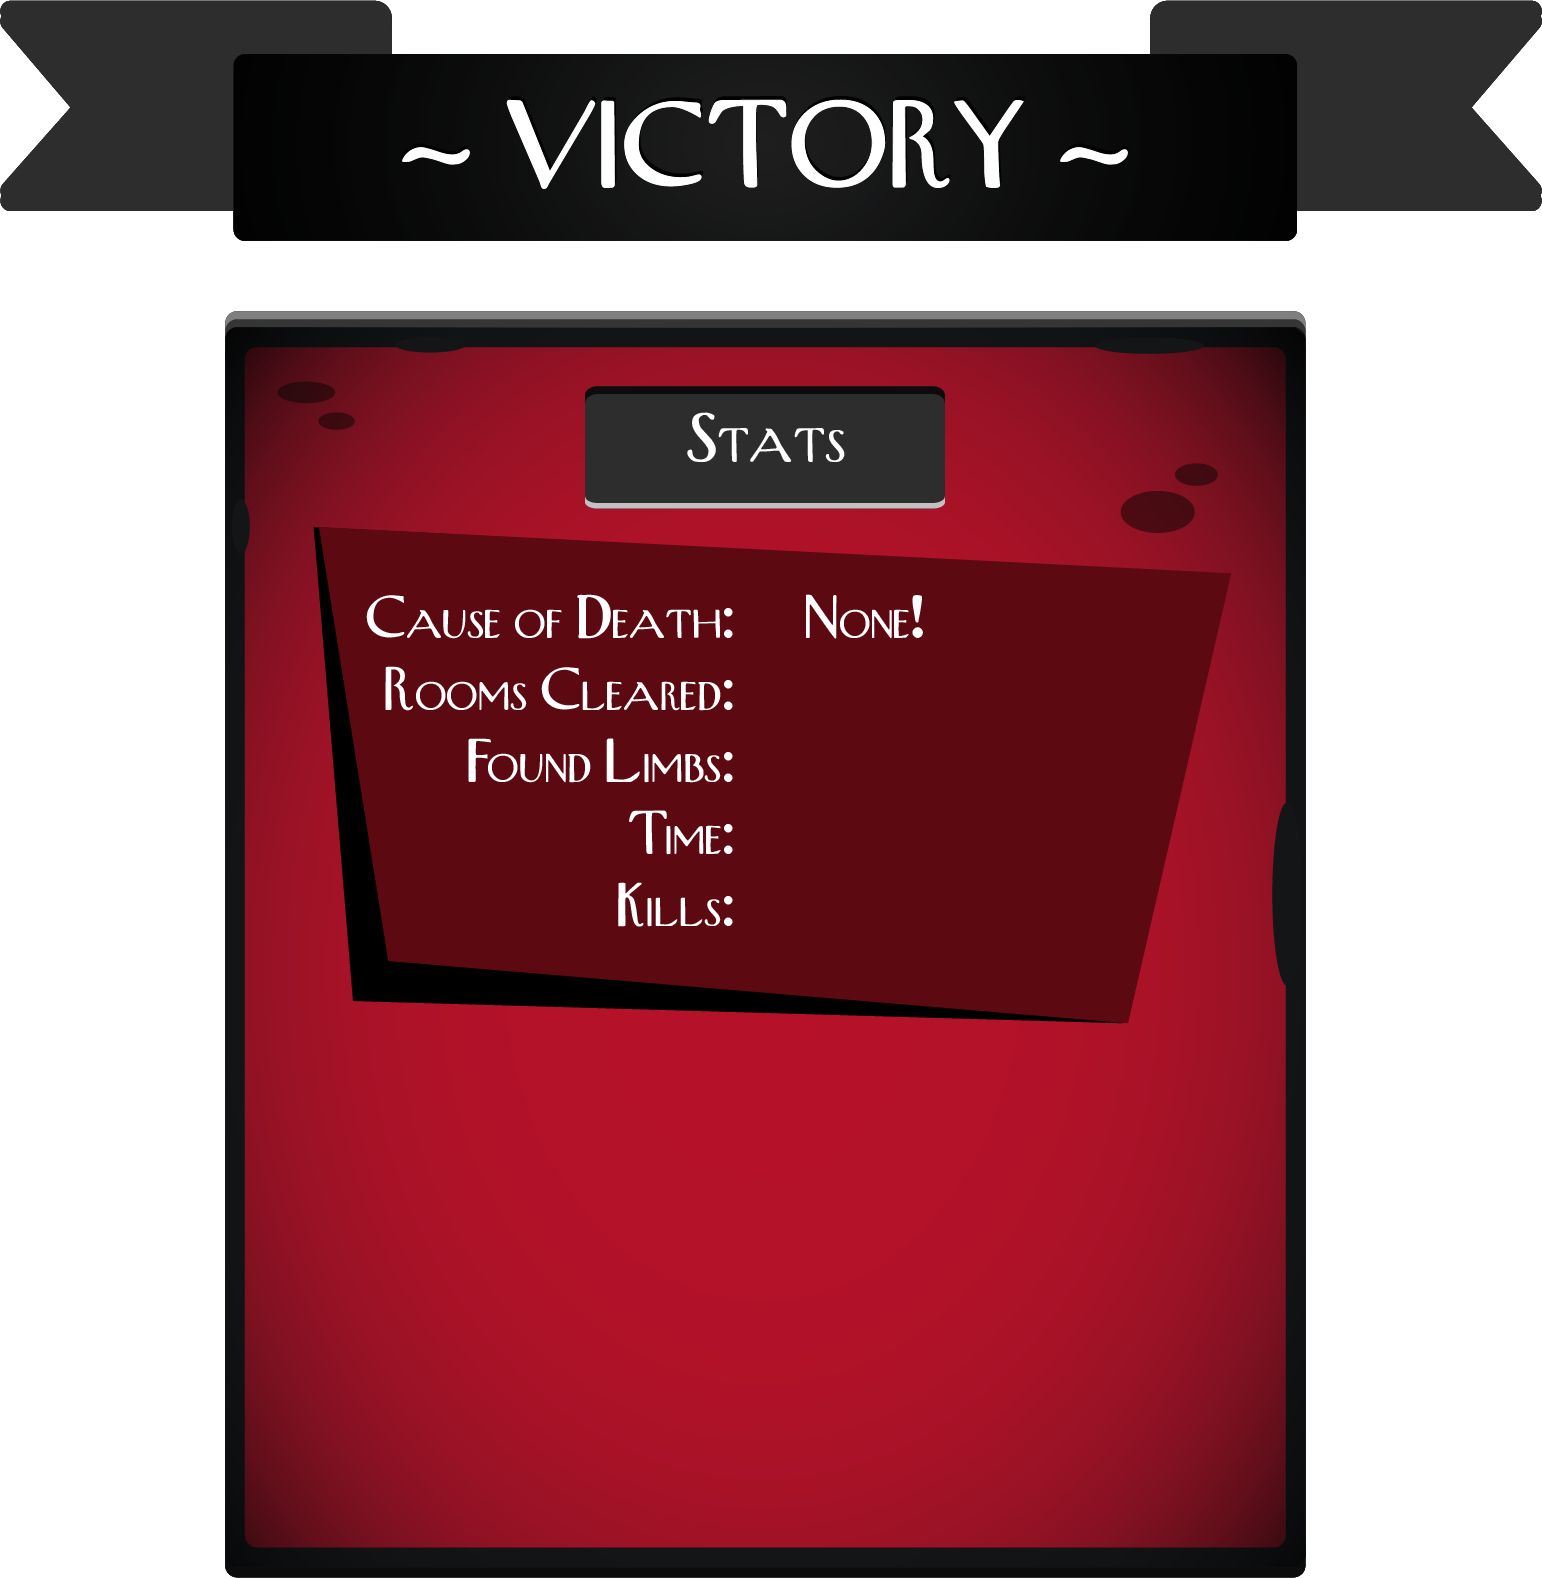 ~ VICTORY ~
Stats
Cause of Death: None!
Rooms Cleared:
Found Limbs:
Time:
Kills: